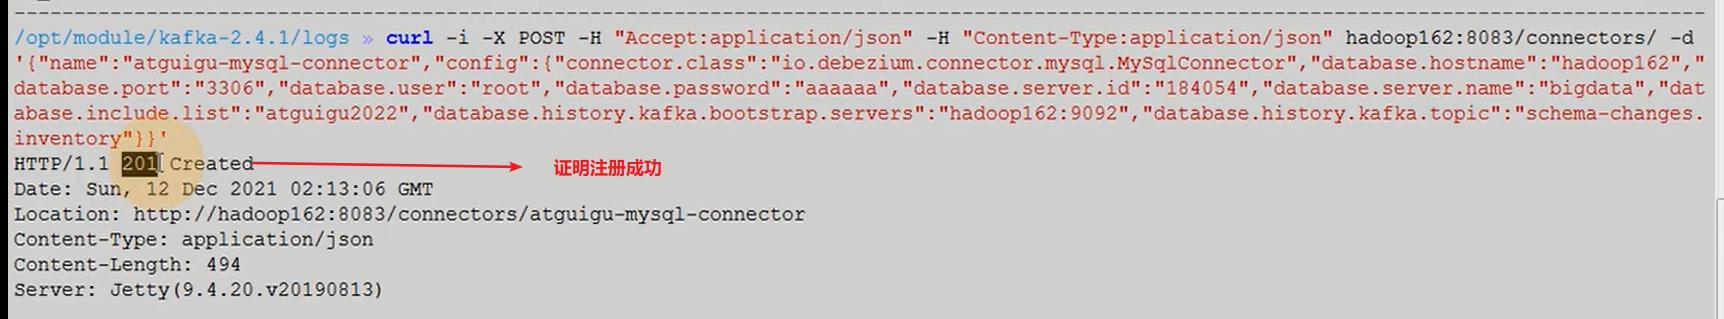 /opt/module/kafka-2.4.1/logs » curl -i -X POST -H "Accept:application/json" -H "Content-Type:application/json" hadoop162:8083/connectors/ -d
'{"name":"atguigu-mysql-connector","config":{"connector.class":"io.debezium.connector.mysql.MySqlConnector","database.hostname":"hadoop162","
database.port":"3306","database.user":"root","database.password":"aaaaaa","database.server.id":"184054","database.server.name":"bigdata","dat
abase.include.list":"atguigu2022","database.history.kafka.bootstrap.servers":"hadoop162:9092","database.history.kafka.topic":"schema-changes.
inventory"}}'
HTTP/1.1 201 Created 证明注册成功
Date: Sun, 12 Dec 2021 02:13:06 GMT
Location: http://hadoop162:8083/connectors/atguigu-mysql-connector
Content-Type: application/json
Content-Length: 494
Server: Jetty(9.4.20.v20190813)